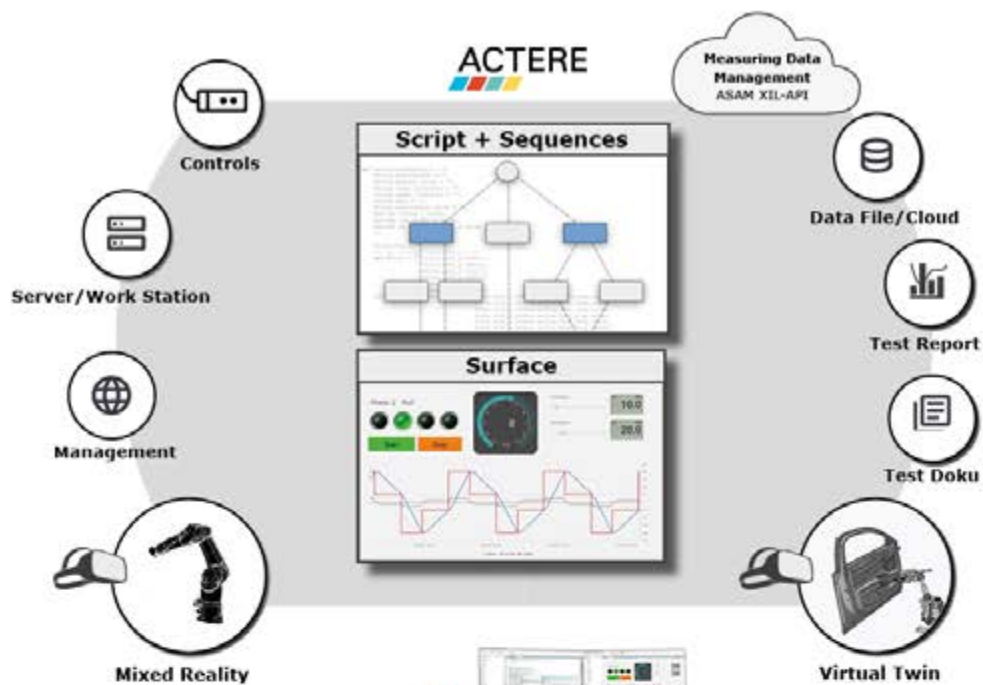 ACTERE
Measuring Data
Management
ASAM XIL-API
Controls
Script + Sequences
Data File/Cloud
Server/Work Station
Test Report
Surface
10.0
20.0
Management
Test Doku
Mixed Reality
Virtual Twin